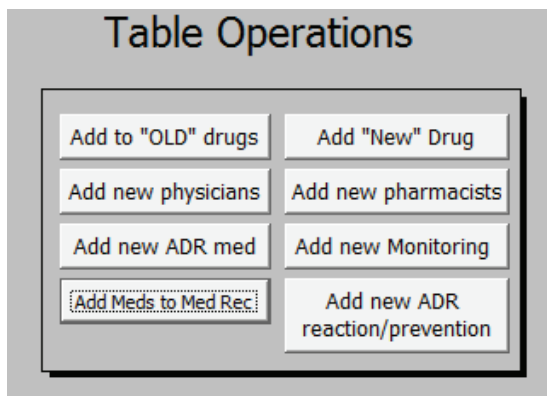 Table Operations
Add to "OLD" drugs
Add "New" Drug
Add new physicians
Add new pharmacists
Add new ADR med
Add new Monitoring
Add Meds to Med Rec
Add new ADR
reaction/prevention